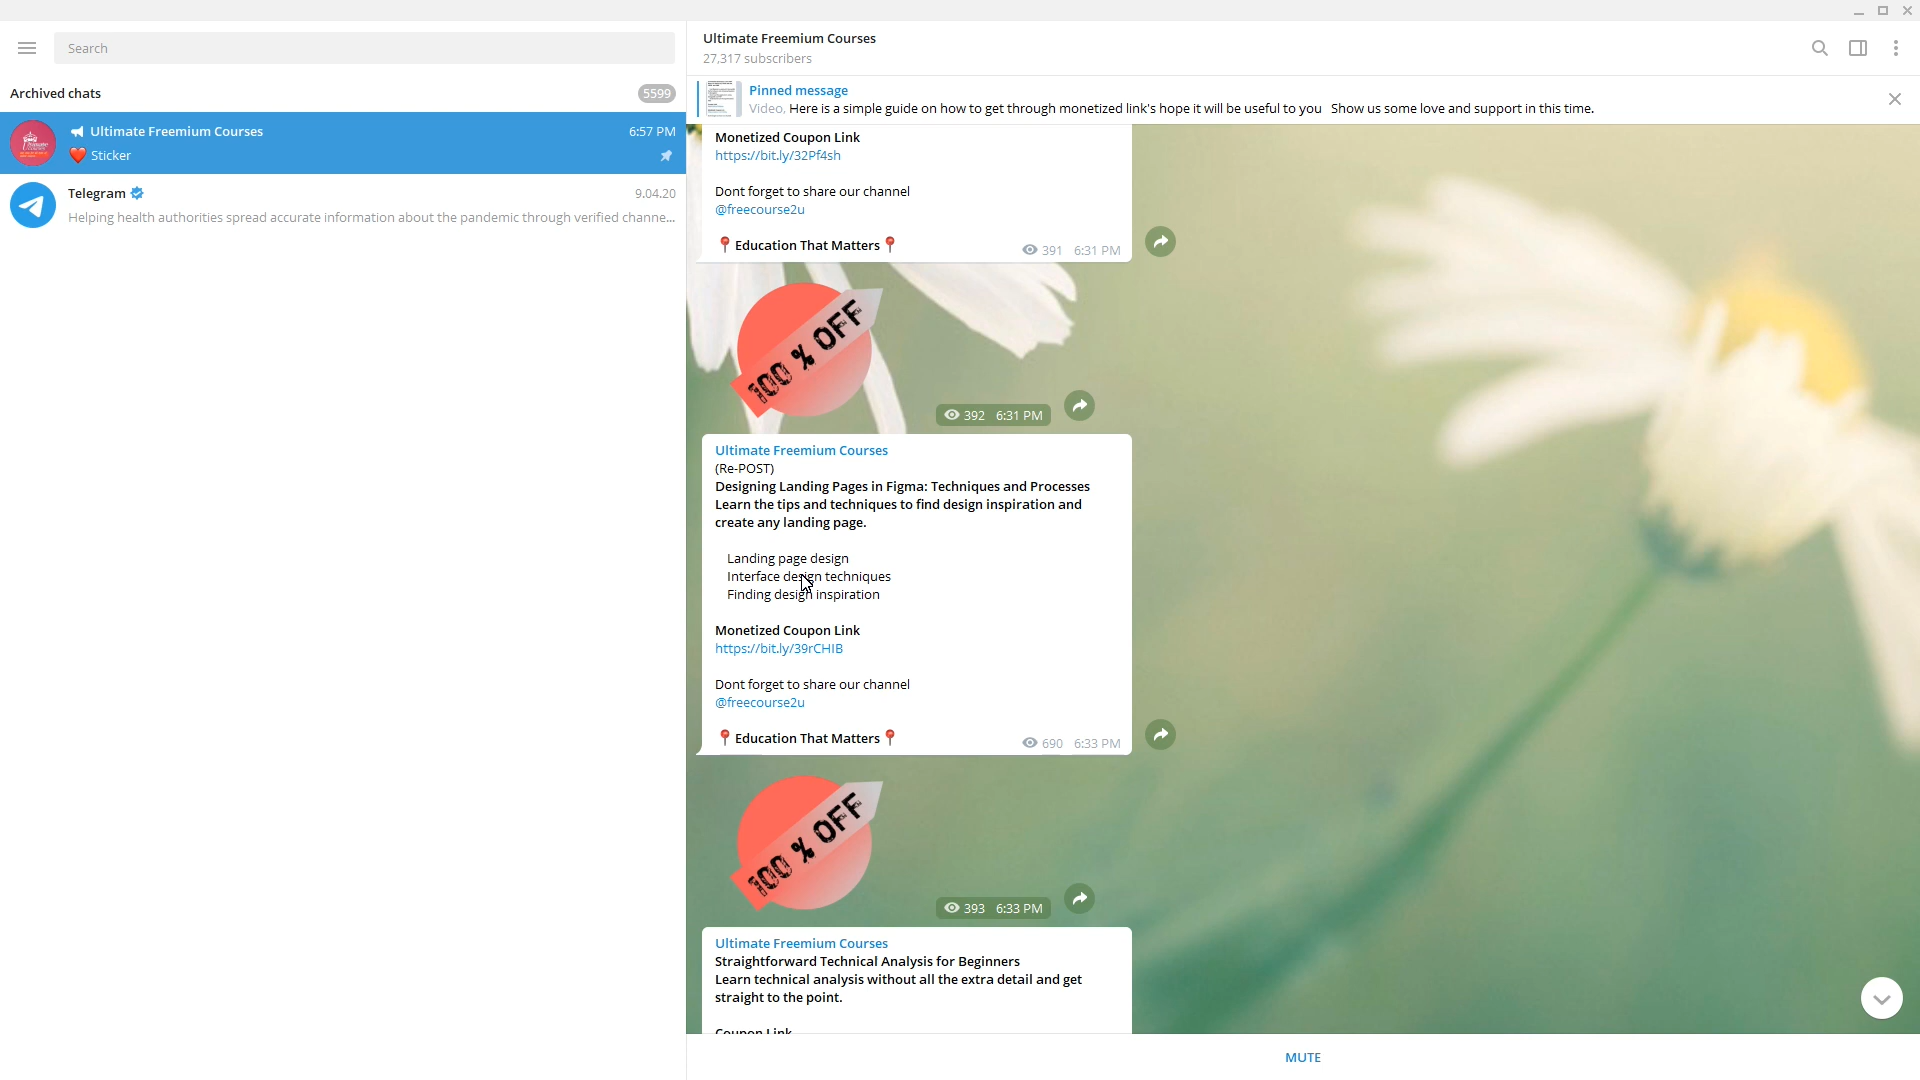 Search
Archived chats
5599
Ultimate Freemium Courses
6:57 PM
Sticker
Telegram
9.04.20
Helping health authorities spread accurate information about the pandemic through verified channe...
Ultimate Freemium Courses
27,317 subscribers
Pinned message
Video, Here is a simple guide on how to get through monetized link's hope it will be useful to you   Show us some love and support in this time.
Monetized Coupon Link
https://bit.ly/32Pf4sh
Dont forget to share our channel
@freecourse2u
📍Education That Matters📍
391 6:31 PM
100 % OFF
392 6:31 PM
Ultimate Freemium Courses
(Re-POST)
Designing Landing Pages in Figma: Techniques and Processes
Learn the tips and techniques to find design inspiration and
create any landing page.
Landing page design
Interface design techniques
Finding design inspiration
Monetized Coupon Link
https://bit.ly/39rCHIB
Dont forget to share our channel
@freecourse2u
📍Education That Matters📍
690 6:33 PM
100 % OFF
393 6:33 PM
Ultimate Freemium Courses
Straightforward Technical Analysis for Beginners
Learn technical analysis without all the extra detail and get
straight to the point.
Coupon Link
MUTE